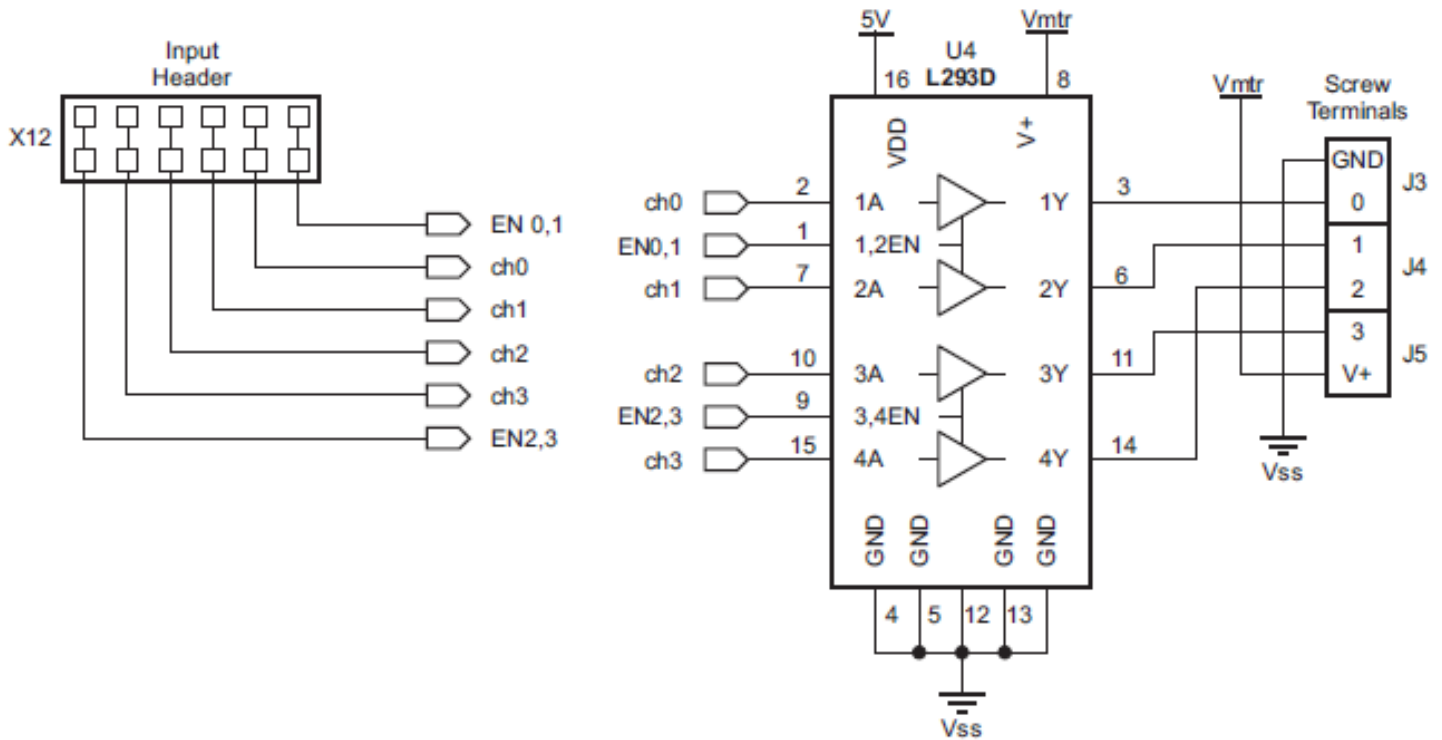 Input
Header
X12
EN 0,1
ch0
ch1
ch2
ch3
EN2,3
5V
Vmtr
U4
L293D
16
8
VDD
V+
ch0
2
1A
1Y
3
EN0,1
1
1,2EN
ch1
7
2A
2Y
6
ch2
10
3A
3Y
11
EN2,3
9
3,4EN
ch3
15
4A
4Y
14
GND
GND
GND
GND
4
5
12
13
Vss
Vmtr
Screw
Terminals
GND
0
J3
1
2
J4
3
V+
J5
Vss